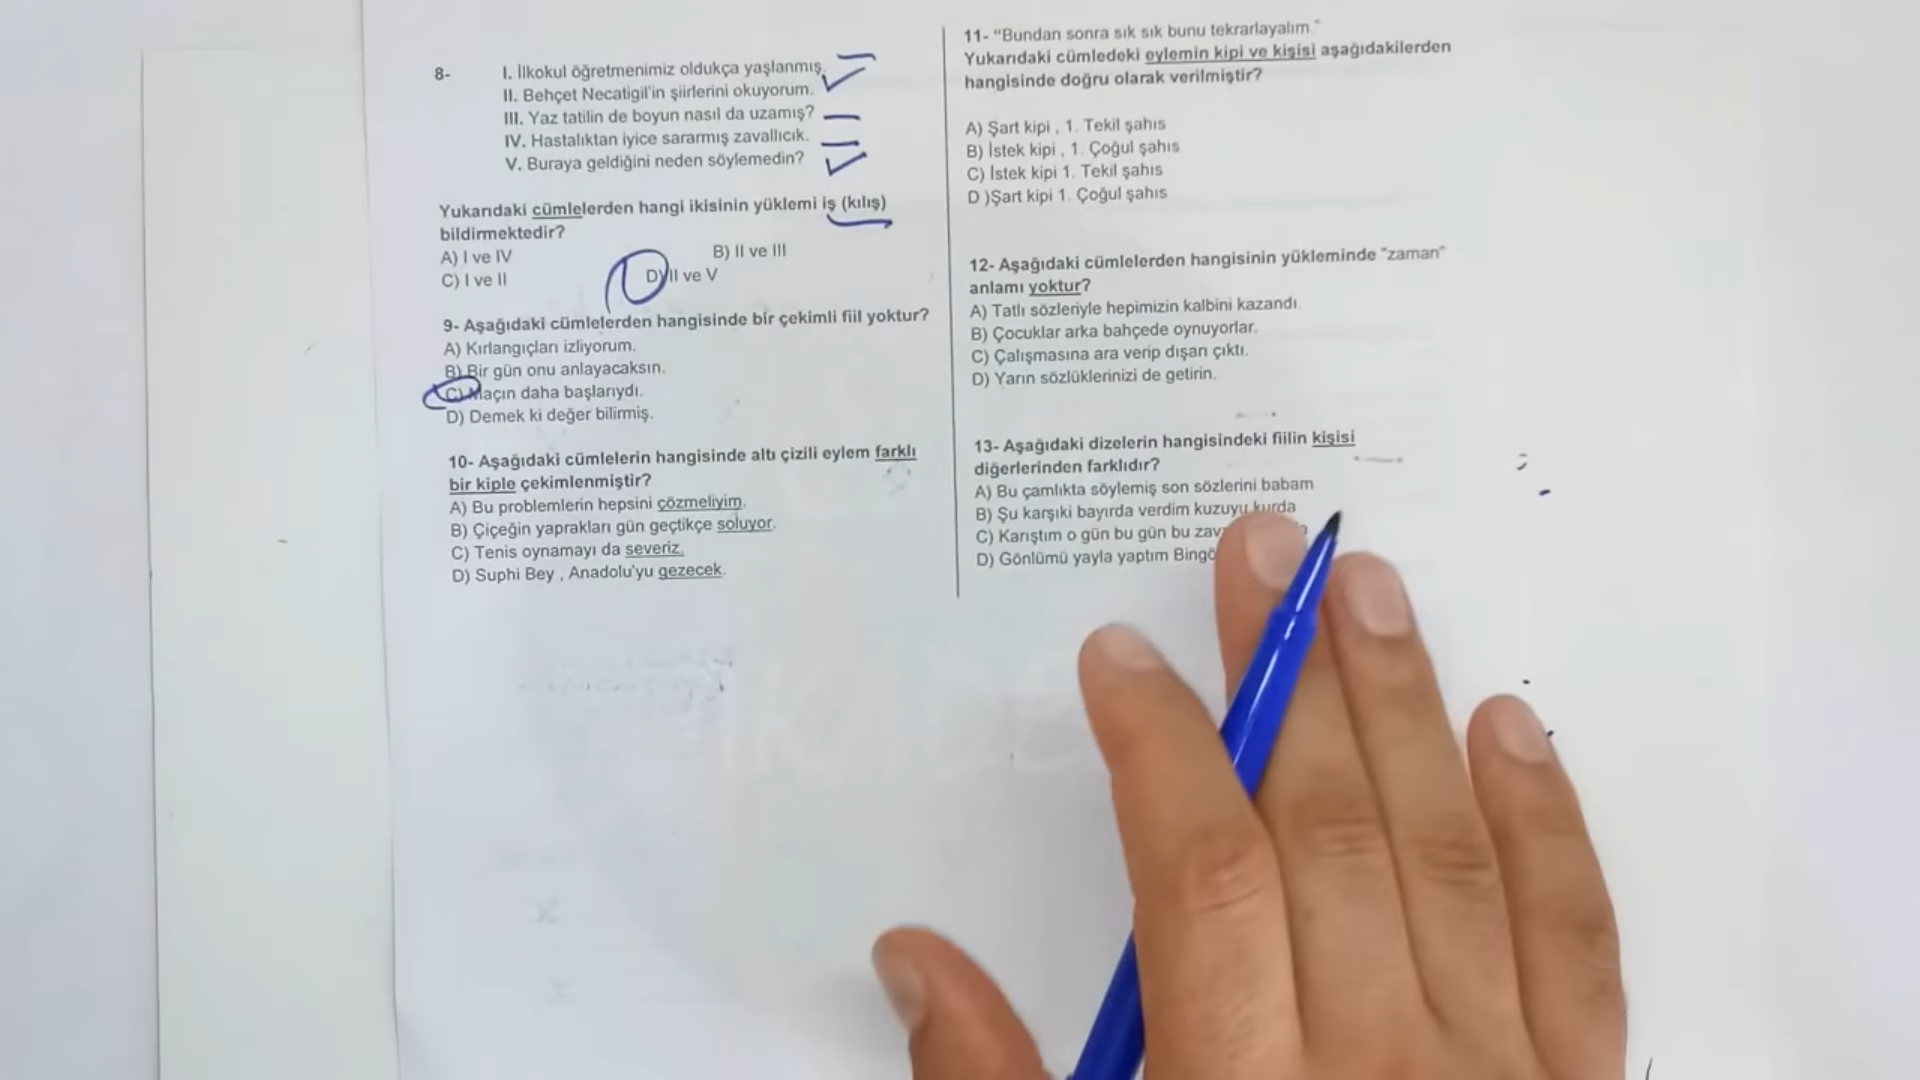 8- I. İlkokul öğretmenimiz oldukça yaşlanmış.
II. Behçet Necatigil'in şiirlerini okuyorum.
III. Yaz tatilin de boyun nasıl da uzamış?
IV. Hastalıktan iyice sararmış zavallıcık.
V. Buraya geldiğini neden söylemedin?
Yukarıdaki cümlelerden hangi ikisinin yüklemi iş (kılış)
bildirmektedir?
A) I ve IV B) II ve III
C) I ve II D) II ve V
9- Aşağıdaki cümlelerden hangisinde bir çekimli fiil yoktur?
A) Kırlangıçları izliyorum.
B) Bir gün onu anlayacaksın.
C) Maçın daha başlarıydı.
D) Demek ki değer bilirmiş.
10- Aşağıdaki cümlelerin hangisinde altı çizili eylem farklı
bir kiple çekimlenmiştir?
A) Bu problemlerin hepsini çözmeliyim.
B) Çiçeğin yaprakları gün geçtikçe soluyor.
C) Tenis oynamayı da severiz.
D) Suphi Bey , Anadolu'yu gezecek.
11- "Bundan sonra sık sık bunu tekrarlayalım."
Yukarıdaki cümledeki eylemin kipi ve kişisi aşağıdakilerden
hangisinde doğru olarak verilmiştir?
A) Şart kipi , 1. Tekil şahıs
B) İstek kipi , 1. Çoğul şahıs
C) İstek kipi 1. Tekil şahıs
D )Şart kipi 1. Çoğul şahıs
12- Aşağıdaki cümlelerden hangisinin yükleminde "zaman"
anlamı yoktur?
A) Tatlı sözleriyle hepimizin kalbini kazandı.
B) Çocuklar arka bahçede oynuyorlar.
C) Çalışmasına ara verip dışarı çıktı.
D) Yarın sözlüklerinizi de getirin.
13- Aşağıdaki dizelerin hangisindeki fiilin kişisi
diğerlerinden farklıdır?
A) Bu çamlıkta söylemiş son sözlerini babam
B) Şu karşıki bayırda verdim kuzuyu kurda
C) Karıştım o gün bu gün bu
D) Gönlümü yayla yaptım